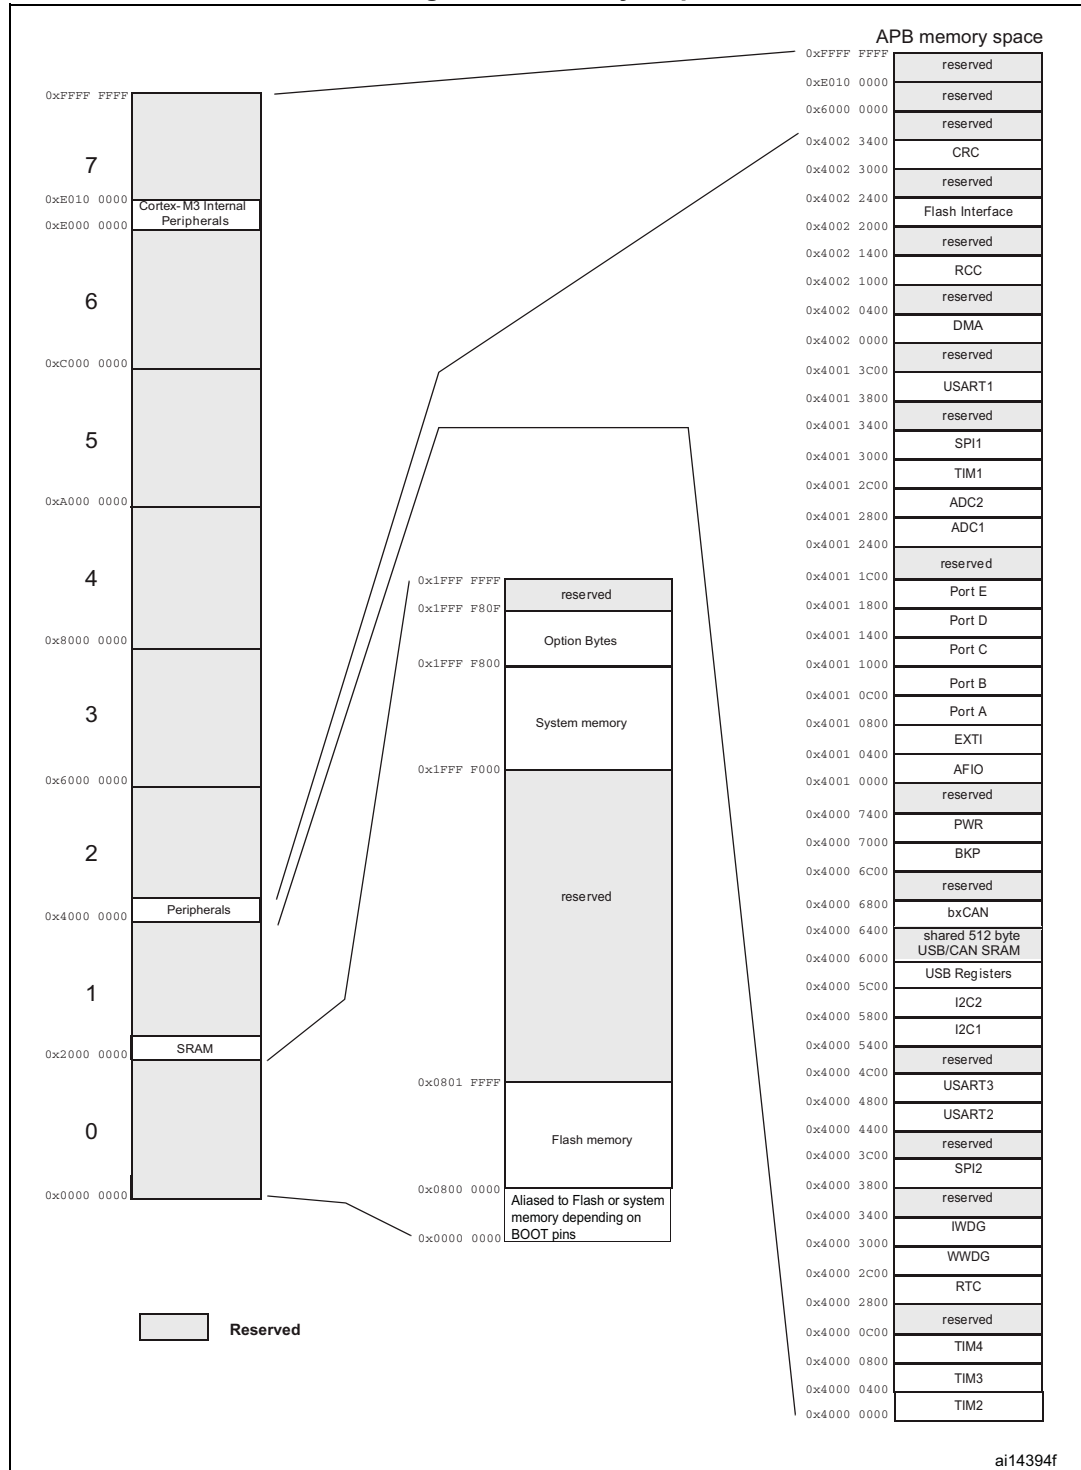 APB memory space
0xFFFF FFFF
7
0xE010 0000
Cortex-M3 Internal
Peripherals
0xE000 0000
6
0xC000 0000
5
0xA000 0000
4
0x8000 0000
3
0x6000 0000
2
Peripherals
0x4000 0000
1
SRAM
0x2000 0000
0
0x0000 0000
Reserved
0x1FFF FFFF
reserved
0x1FFF F80F
Option Bytes
0x1FFF F800
System memory
0x1FFF F000
reserved
0x0801 FFFF
Flash memory
0x0800 0000
Aliased to Flash or system
memory depending on
BOOT pins
0x0000 0000
0xFFFF FFFF
reserved
0xE010 0000
reserved
0x6000 0000
reserved
0x4002 3400
CRC
0x4002 3000
reserved
0x4002 2400
Flash Interface
0x4002 2000
reserved
0x4002 1400
RCC
0x4002 1000
reserved
0x4002 0400
DMA
0x4002 0000
reserved
0x4001 3C00
USART1
0x4001 3800
reserved
0x4001 3400
SPI1
0x4001 3000
TIM1
0x4001 2C00
ADC2
0x4001 2800
ADC1
0x4001 2400
reserved
0x4001 1C00
Port E
0x4001 1800
Port D
0x4001 1400
Port C
0x4001 1000
Port B
0x4001 0C00
Port A
0x4001 0800
EXTI
0x4001 0400
AFIO
0x4001 0000
reserved
0x4000 7400
PWR
0x4000 7000
BKP
0x4000 6C00
reserved
0x4000 6800
bxCAN
0x4000 6400
shared 512 byte
USB/CAN SRAM
0x4000 6000
USB Registers
0x4000 5C00
I2C2
0x4000 5800
I2C1
0x4000 5400
reserved
0x4000 4C00
USART3
0x4000 4800
USART2
0x4000 4400
reserved
0x4000 3C00
SPI2
0x4000 3800
reserved
0x4000 3400
IWDG
0x4000 3000
WWDG
0x4000 2C00
RTC
0x4000 2800
reserved
0x4000 0C00
TIM4
0x4000 0800
TIM3
0x4000 0400
TIM2
0x4000 0000
ai14394f